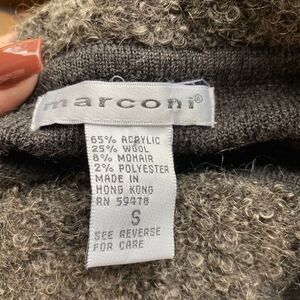 marconi®
65% ACRYLIC
25% WOOL
8% MOHAIR
2% POLYESTER
MADE IN
HONG KONG
RN 59478
S
SEE REVERSE
FOR CARE